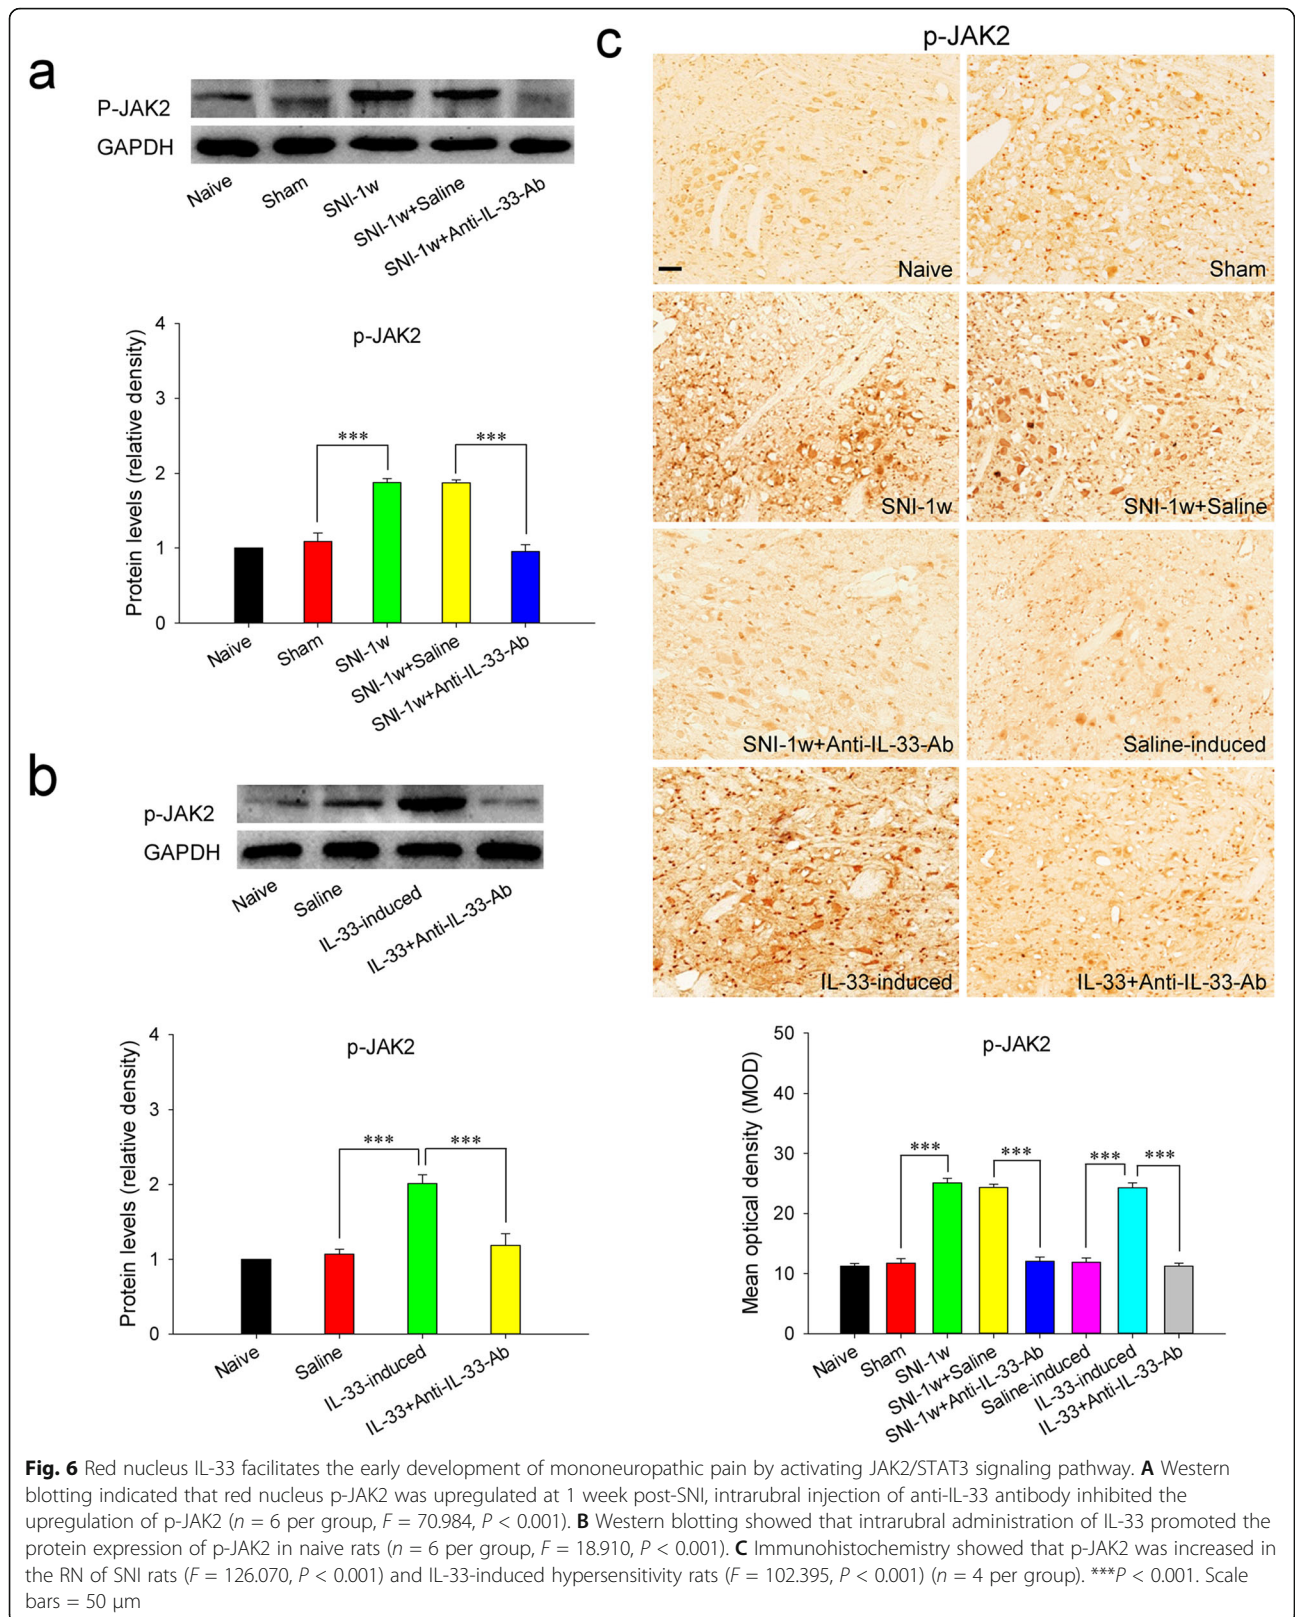 a
P-JAK2
GAPDH
Naive
Sham
SNI-1w
SNI-1w+Saline
SNI-1w+Anti-IL-33-Ab
p-JAK2
Protein levels (relative density)
4
3
2
1
0
***
***
Naive
Sham
SNI-1w
SNI-1w+Saline
SNI-1w+Anti-IL-33-Ab
b
p-JAK2
GAPDH
Naive
Saline
IL-33-induced
IL-33+Anti-IL-33-Ab
p-JAK2
Protein levels (relative density)
4
3
2
1
0
***
***
Naive
Saline
IL-33-induced
IL-33+Anti-IL-33-Ab
c
p-JAK2
Naive
Sham
SNI-1w
SNI-1w+Saline
SNI-1w+Anti-IL-33-Ab
Saline-induced
IL-33-induced
IL-33+Anti-IL-33-Ab
p-JAK2
Mean optical density (MOD)
50
40
30
20
10
0
***
***
***
***
Naive
Sham
SNI-1w
SNI-1w+Saline
SNI-1w+Anti-IL-33-Ab
Saline-induced
IL-33-induced
IL-33+Anti-IL-33-Ab
Fig. 6 Red nucleus IL-33 facilitates the early development of mononeuropathic pain by activating JAK2/STAT3 signaling pathway. A Western
blotting indicated that red nucleus p-JAK2 was upregulated at 1 week post-SNI, intrarubral injection of anti-IL-33 antibody inhibited the
upregulation of p-JAK2 (n = 6 per group, F = 70.984, P < 0.001). B Western blotting showed that intrarubral administration of IL-33 promoted the
protein expression of p-JAK2 in naive rats (n = 6 per group, F = 18.910, P < 0.001). C Immunohistochemistry showed that p-JAK2 was increased in
the RN of SNI rats (F = 126.070, P < 0.001) and IL-33-induced hypersensitivity rats (F = 102.395, P < 0.001) (n = 4 per group). ***P < 0.001. Scale
bars = 50 μm